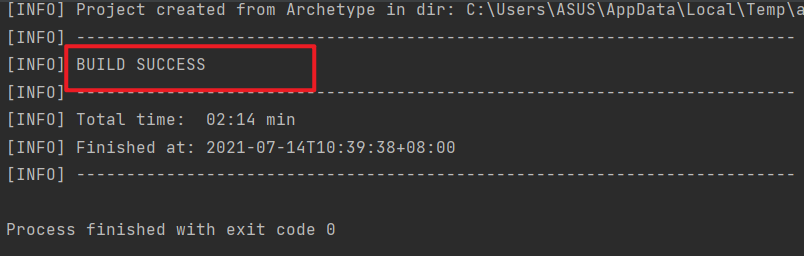 [INFO] Project created from Archetype in dir: C:\Users\ASUS\AppData\Local\Temp\a
[INFO] ------------------------------------------------------------------------
[INFO] BUILD SUCCESS
[INFO] ------------------------------------------------------------------------
[INFO] Total time:  02:14 min
[INFO] Finished at: 2021-07-14T10:39:38+08:00
[INFO] ------------------------------------------------------------------------
Process finished with exit code 0